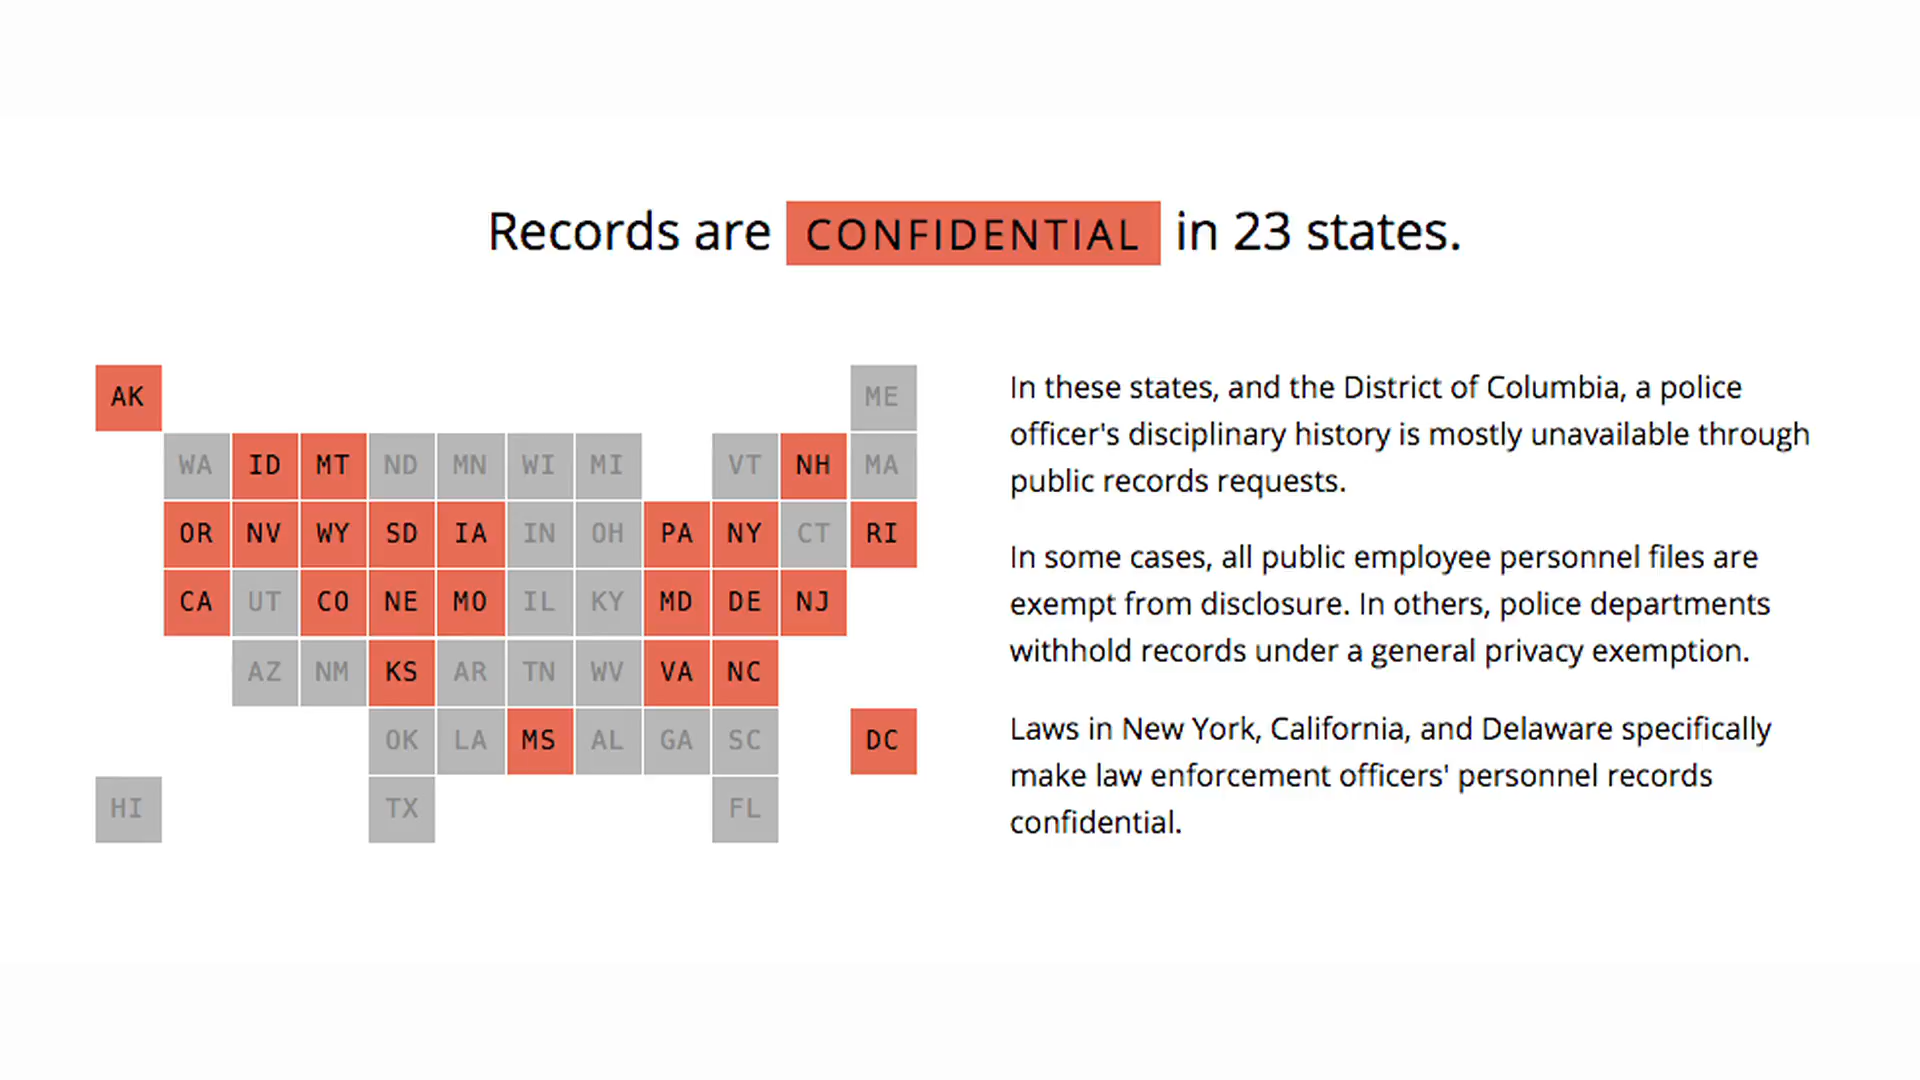 Records are CONFIDENTIAL in 23 states.
AK ME
WA ID MT ND MN WI MI VT NH MA
OR NV WY SD IA IN OH PA NY CT RI
CA UT CO NE MO IL KY MD DE NJ
AZ NM KS AR TN WV VA NC
OK LA MS AL GA SC DC
HI TX FL
In these states, and the District of Columbia, a police
officer's disciplinary history is mostly unavailable through
public records requests.
In some cases, all public employee personnel files are
exempt from disclosure. In others, police departments
withhold records under a general privacy exemption.
Laws in New York, California, and Delaware specifically
make law enforcement officers' personnel records
confidential.